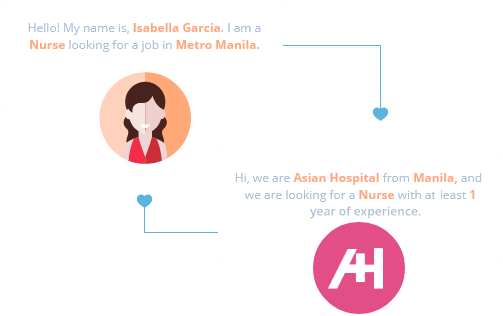 Hello! My name is, Isabella Garcia. I am a
Nurse looking for a job in Metro Manila.
Hi, we are Asian Hospital from Manila, and
we are looking for a Nurse with at least 1
year of experience.
AH